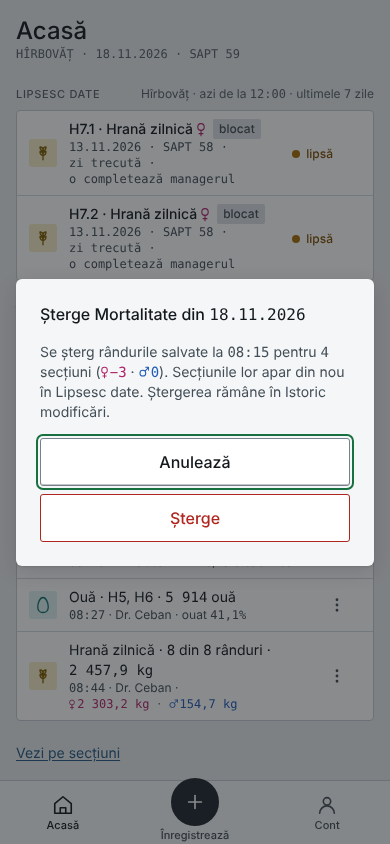 Acasă
HÎRBOVĂȚ · 18.11.2026 · SAPT 59
LIPSESC DATE
Hîrbovăț · azi de la 12:00 · ultimele 7 zile
H7.1 · Hrană zilnică ♀ blocat
13.11.2026 · SAPT 58 ·
zi trecută ·
o completează managerul
lipsă
H7.2 · Hrană zilnică ♀ blocat
13.11.2026 · SAPT 58 ·
zi trecută ·
o completează managerul
lipsă
Șterge Mortalitate din 18.11.2026
Se șterg rândurile salvate la 08:15 pentru 4
secțiuni (♀−3 · ♂0). Secțiunile lor apar din nou
în Lipsesc date. Ștergerea rămâne în Istoric
modificări.
Anulează
Șterge
Ouă · H5, H6 · 5 914 ouă
08:27 · Dr. Ceban · ouat 41,1%
Hrană zilnică · 8 din 8 rânduri ·
2 457,9 kg
08:44 · Dr. Ceban ·
♀2 303,2 kg · ♂154,7 kg
Vezi pe secțiuni
Acasă
Înregistrează
Cont